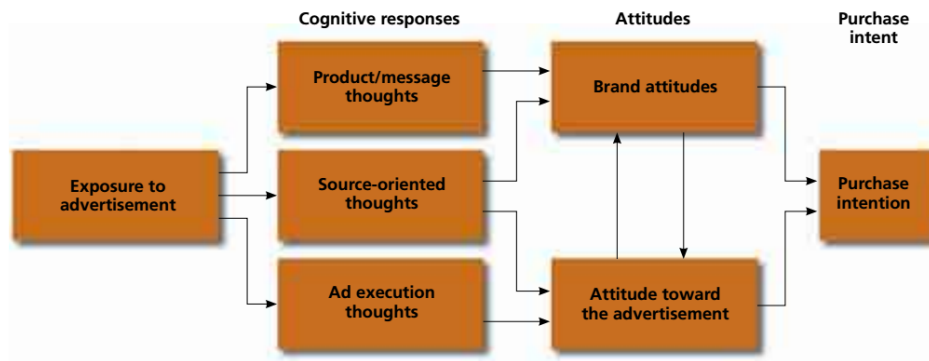 Cognitive responses
Attitudes
Purchase
intent
Product/message
thoughts
Brand attitudes
Exposure to
advertisement
Source-oriented
thoughts
Purchase
intention
Ad execution
thoughts
Attitude toward
the advertisement